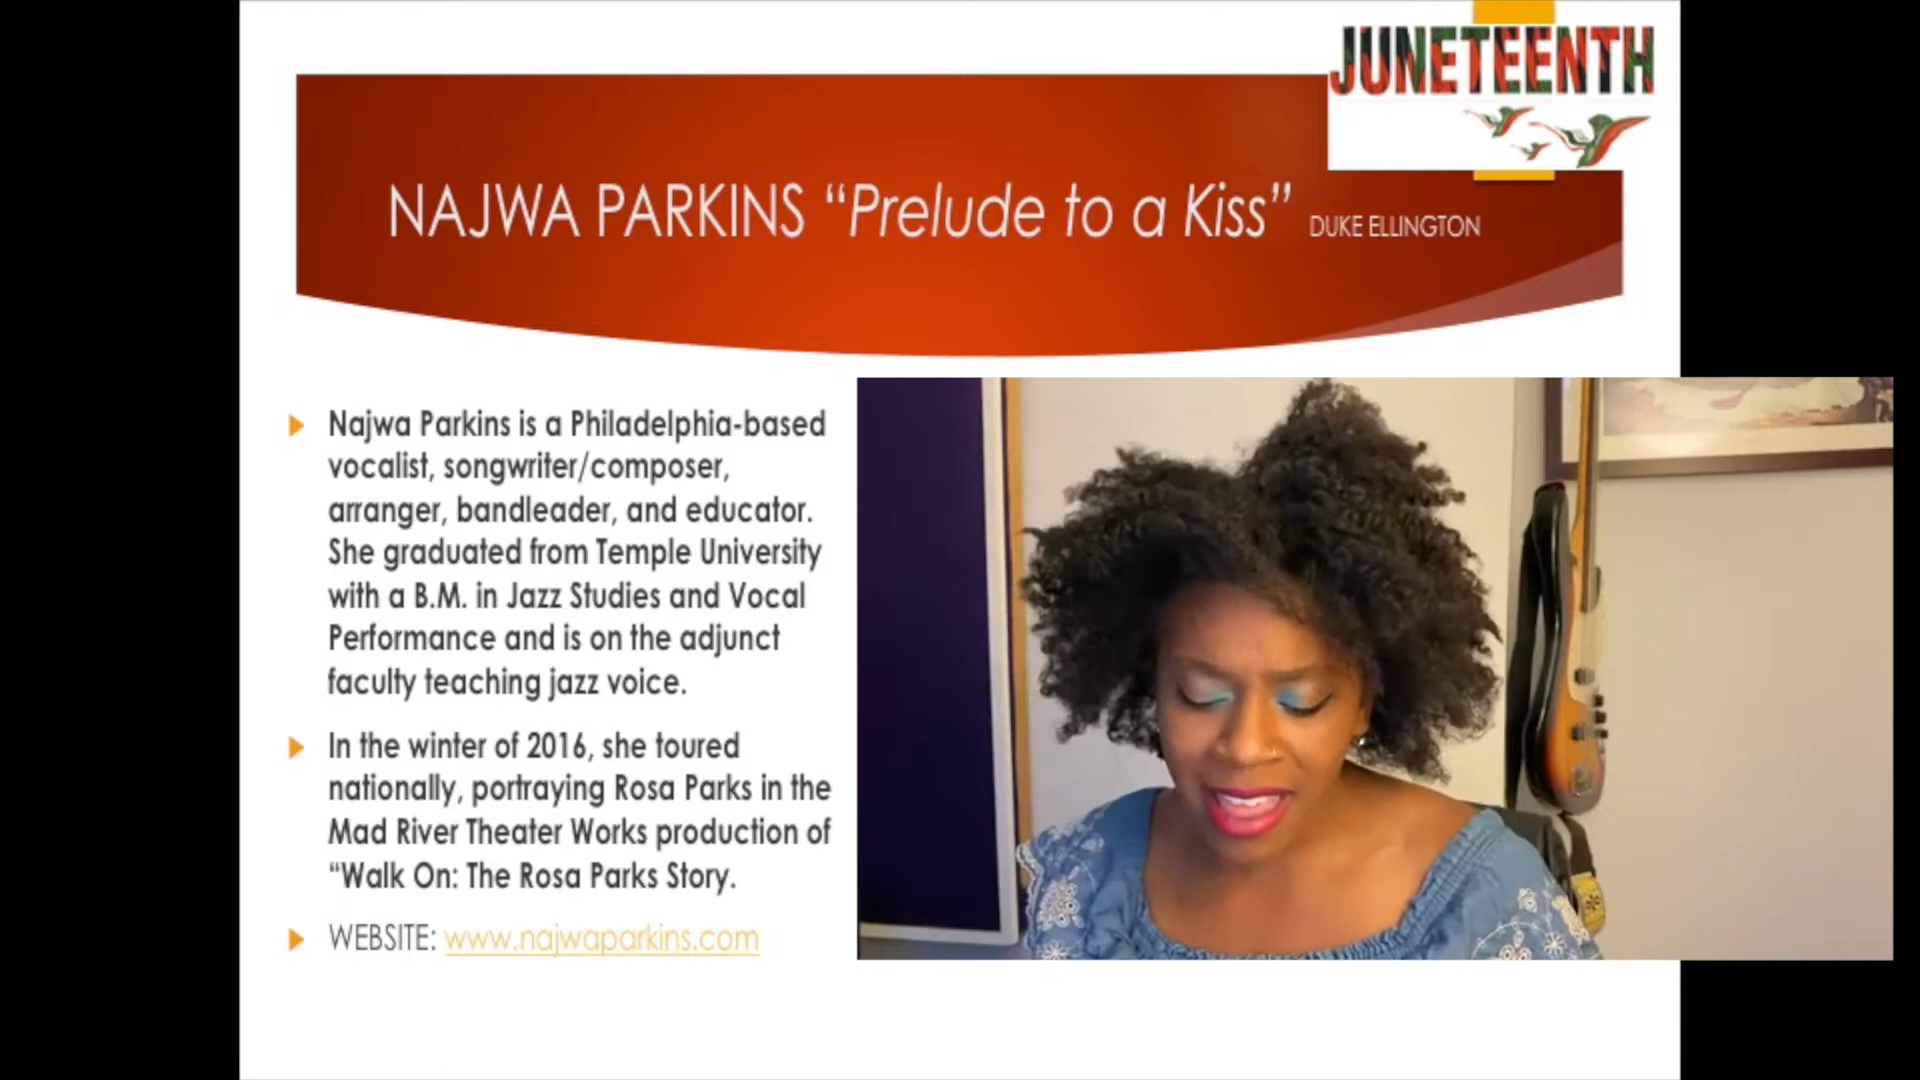 JUNETEENTH
NAJWA PARKINS “Prelude to a Kiss” DUKE ELLINGTON
Najwa Parkins is a Philadelphia-based
vocalist, songwriter/composer,
arranger, bandleader, and educator.
She graduated from Temple University
with a B.M. in Jazz Studies and Vocal
Performance and is on the adjunct
faculty teaching jazz voice.
In the winter of 2016, she toured
nationally, portraying Rosa Parks in the
Mad River Theater Works production of
“Walk On: The Rosa Parks Story.
WEBSITE: www.najwaparkins.com